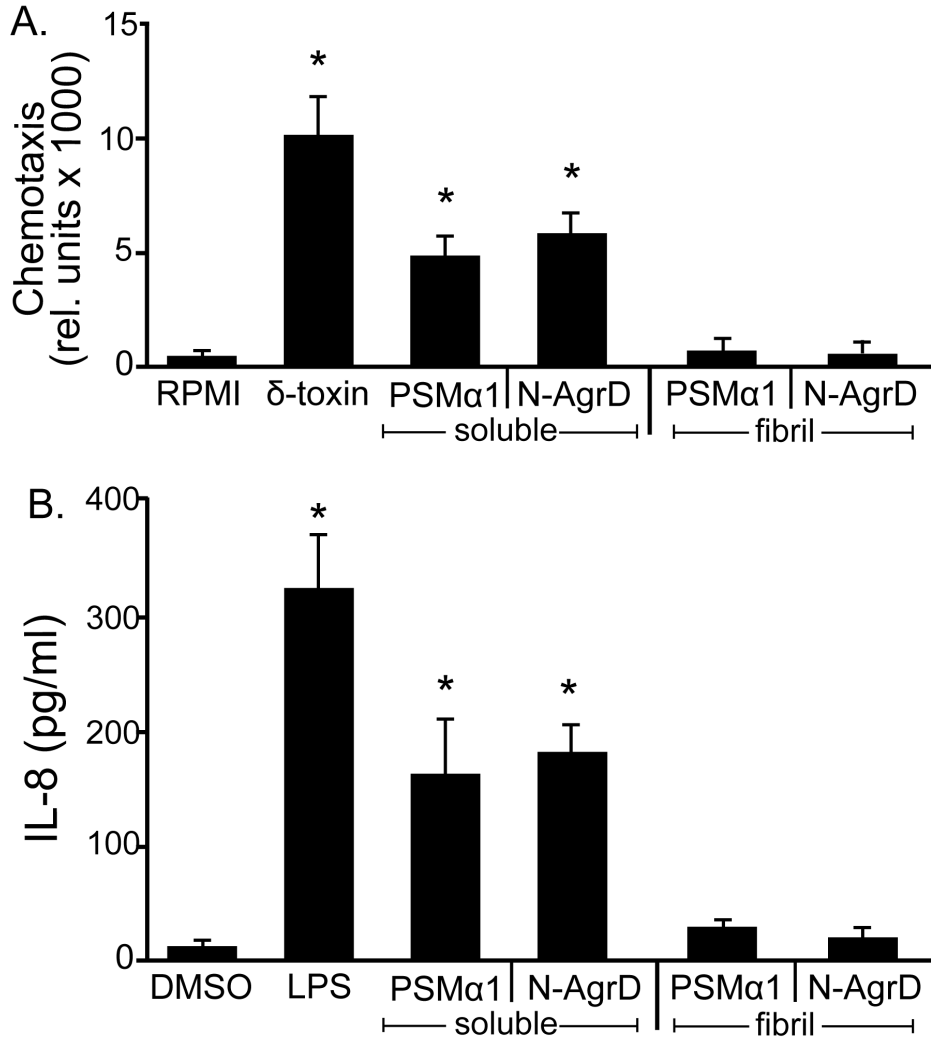 A.
Chemotaxis
(rel. units x 1000)
15
10
5
0
* * *
RPMI δ-toxin PSMα1 N-AgrD PSMα1 N-AgrD
soluble fibril
B.
IL-8 (pg/ml)
400
300
200
100
0
* * *
DMSO LPS PSMα1 N-AgrD PSMα1 N-AgrD
soluble fibril